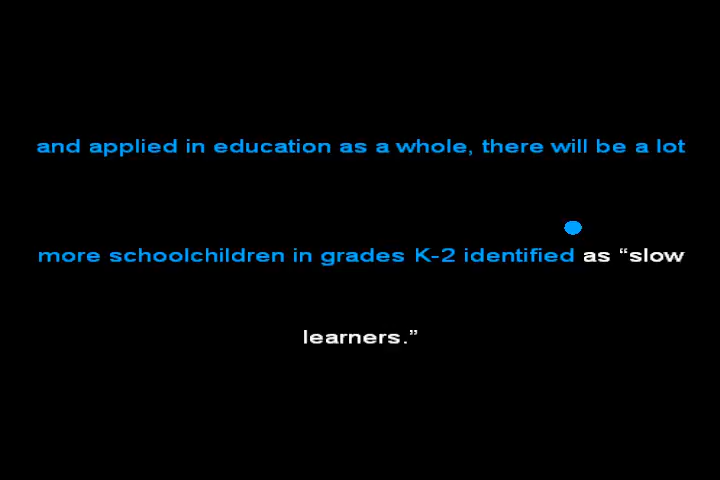 and applied in education as a whole, there will be a lot
more schoolchildren in grades K-2 identified as “slow
learners.”